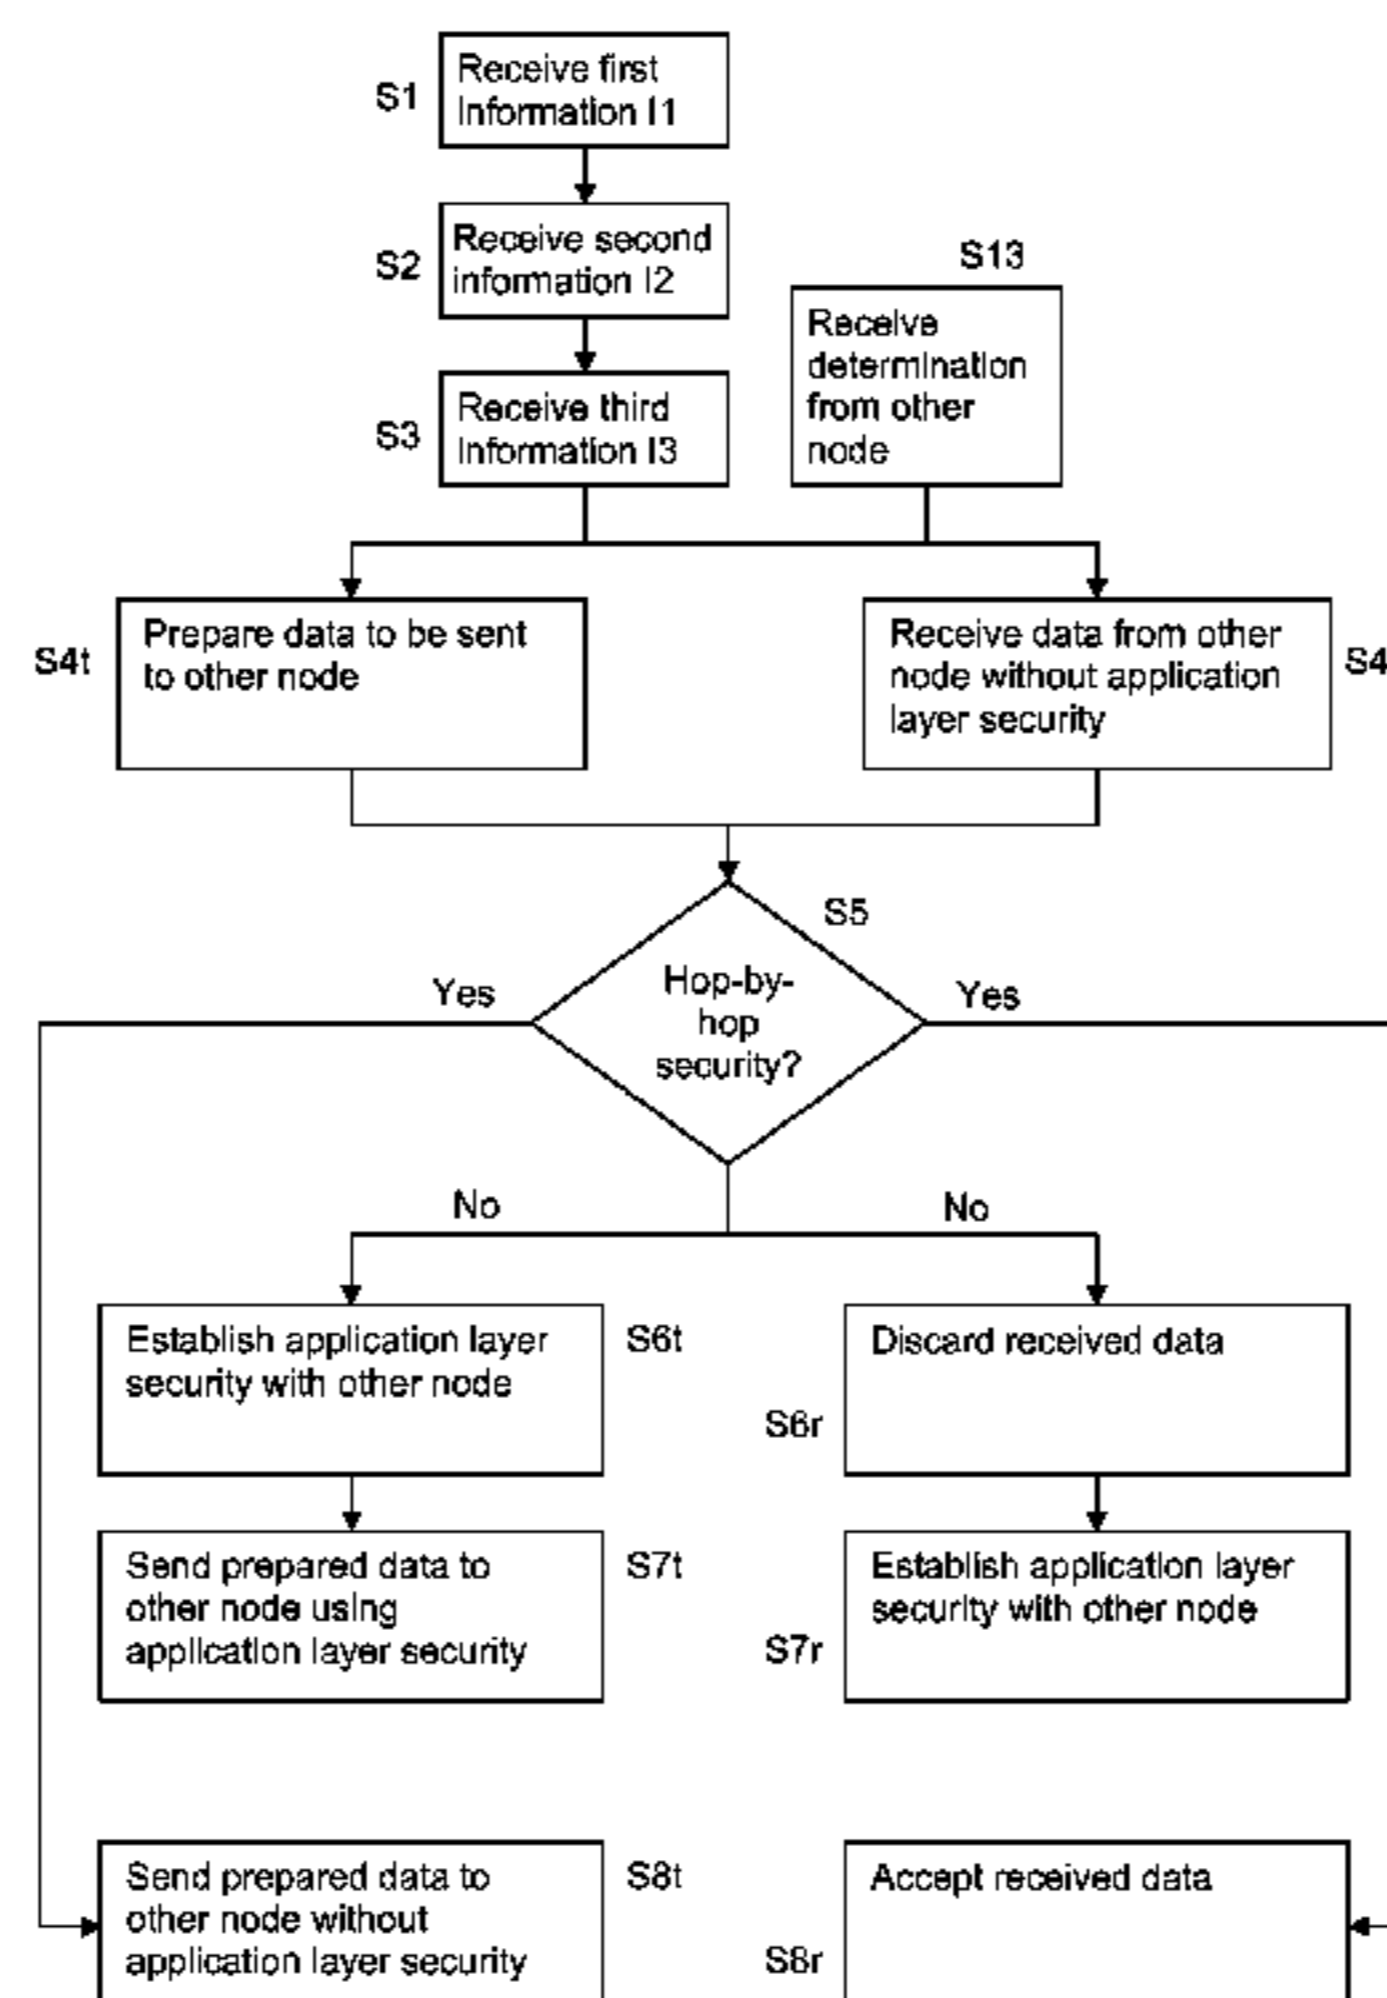 S1
Receive first
Information I1
S2
Receive second
information I2
S13
Receive
determination
from other
node
S3
Receive third
Information I3
S4t
Prepare data to be sent
to other node
Receive data from other
node without application
layer security
S4
S5
Yes
Hop-by-
hop
security?
Yes
No
No
Establish application layer
security with other node
S6t
Discard received data
S6r
Send prepared data to
other node using
application layer security
S7t
Establish application layer
security with other node
S7r
Send prepared data to
other node without
application layer security
S8t
Accept received data
S8r